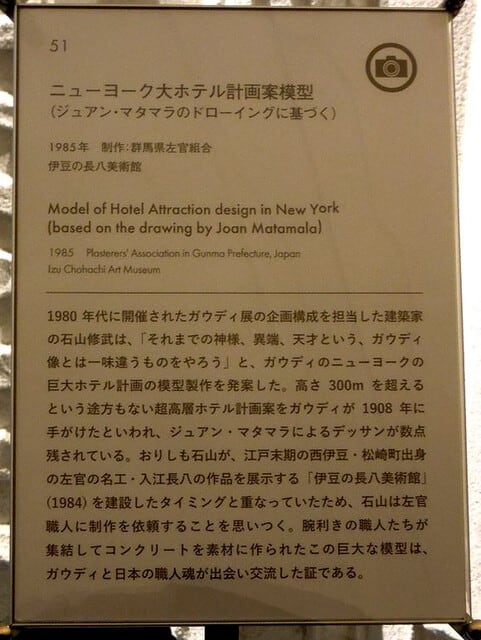 51
ニューヨーク大ホテル計画案模型
(ジュアン・マタマラのドローイングに基づく)
1985年　制作:群馬県左官組合
伊豆の長八美術館
Model of Hotel Attraction design in New York
(based on the drawing by Joan Matamala)
1985　Plasterers' Association in Gunma Prefecture, Japan
Izu Chohachi Art Museum
1980 年代に開催されたガウディ展の企画構成を担当した建築家
の石山修武は、「それまでの神様、異端、天才という、ガウディ
像とは一味違うものをやろう」と、ガウディのニューヨークの
巨大ホテル計画の模型製作を発案した。高さ 300m を超える
という途方もない超高層ホテル計画案をガウディが 1908 年に
手がけたといわれ、ジュアン・マタマラによるデッサンが数点
残されている。おりしも石山が、江戸末期の西伊豆・松崎町出身
の左官の名工・入江長八の作品を展示する「伊豆の長八美術館」
(1984) を建設したタイミングと重なっていたため、石山は左官
職人に制作を依頼することを思いつく。腕利きの職人たちが
集結してコンクリートを素材に作られたこの巨大な模型は、
ガウディと日本の職人魂が出会い交流した証である。